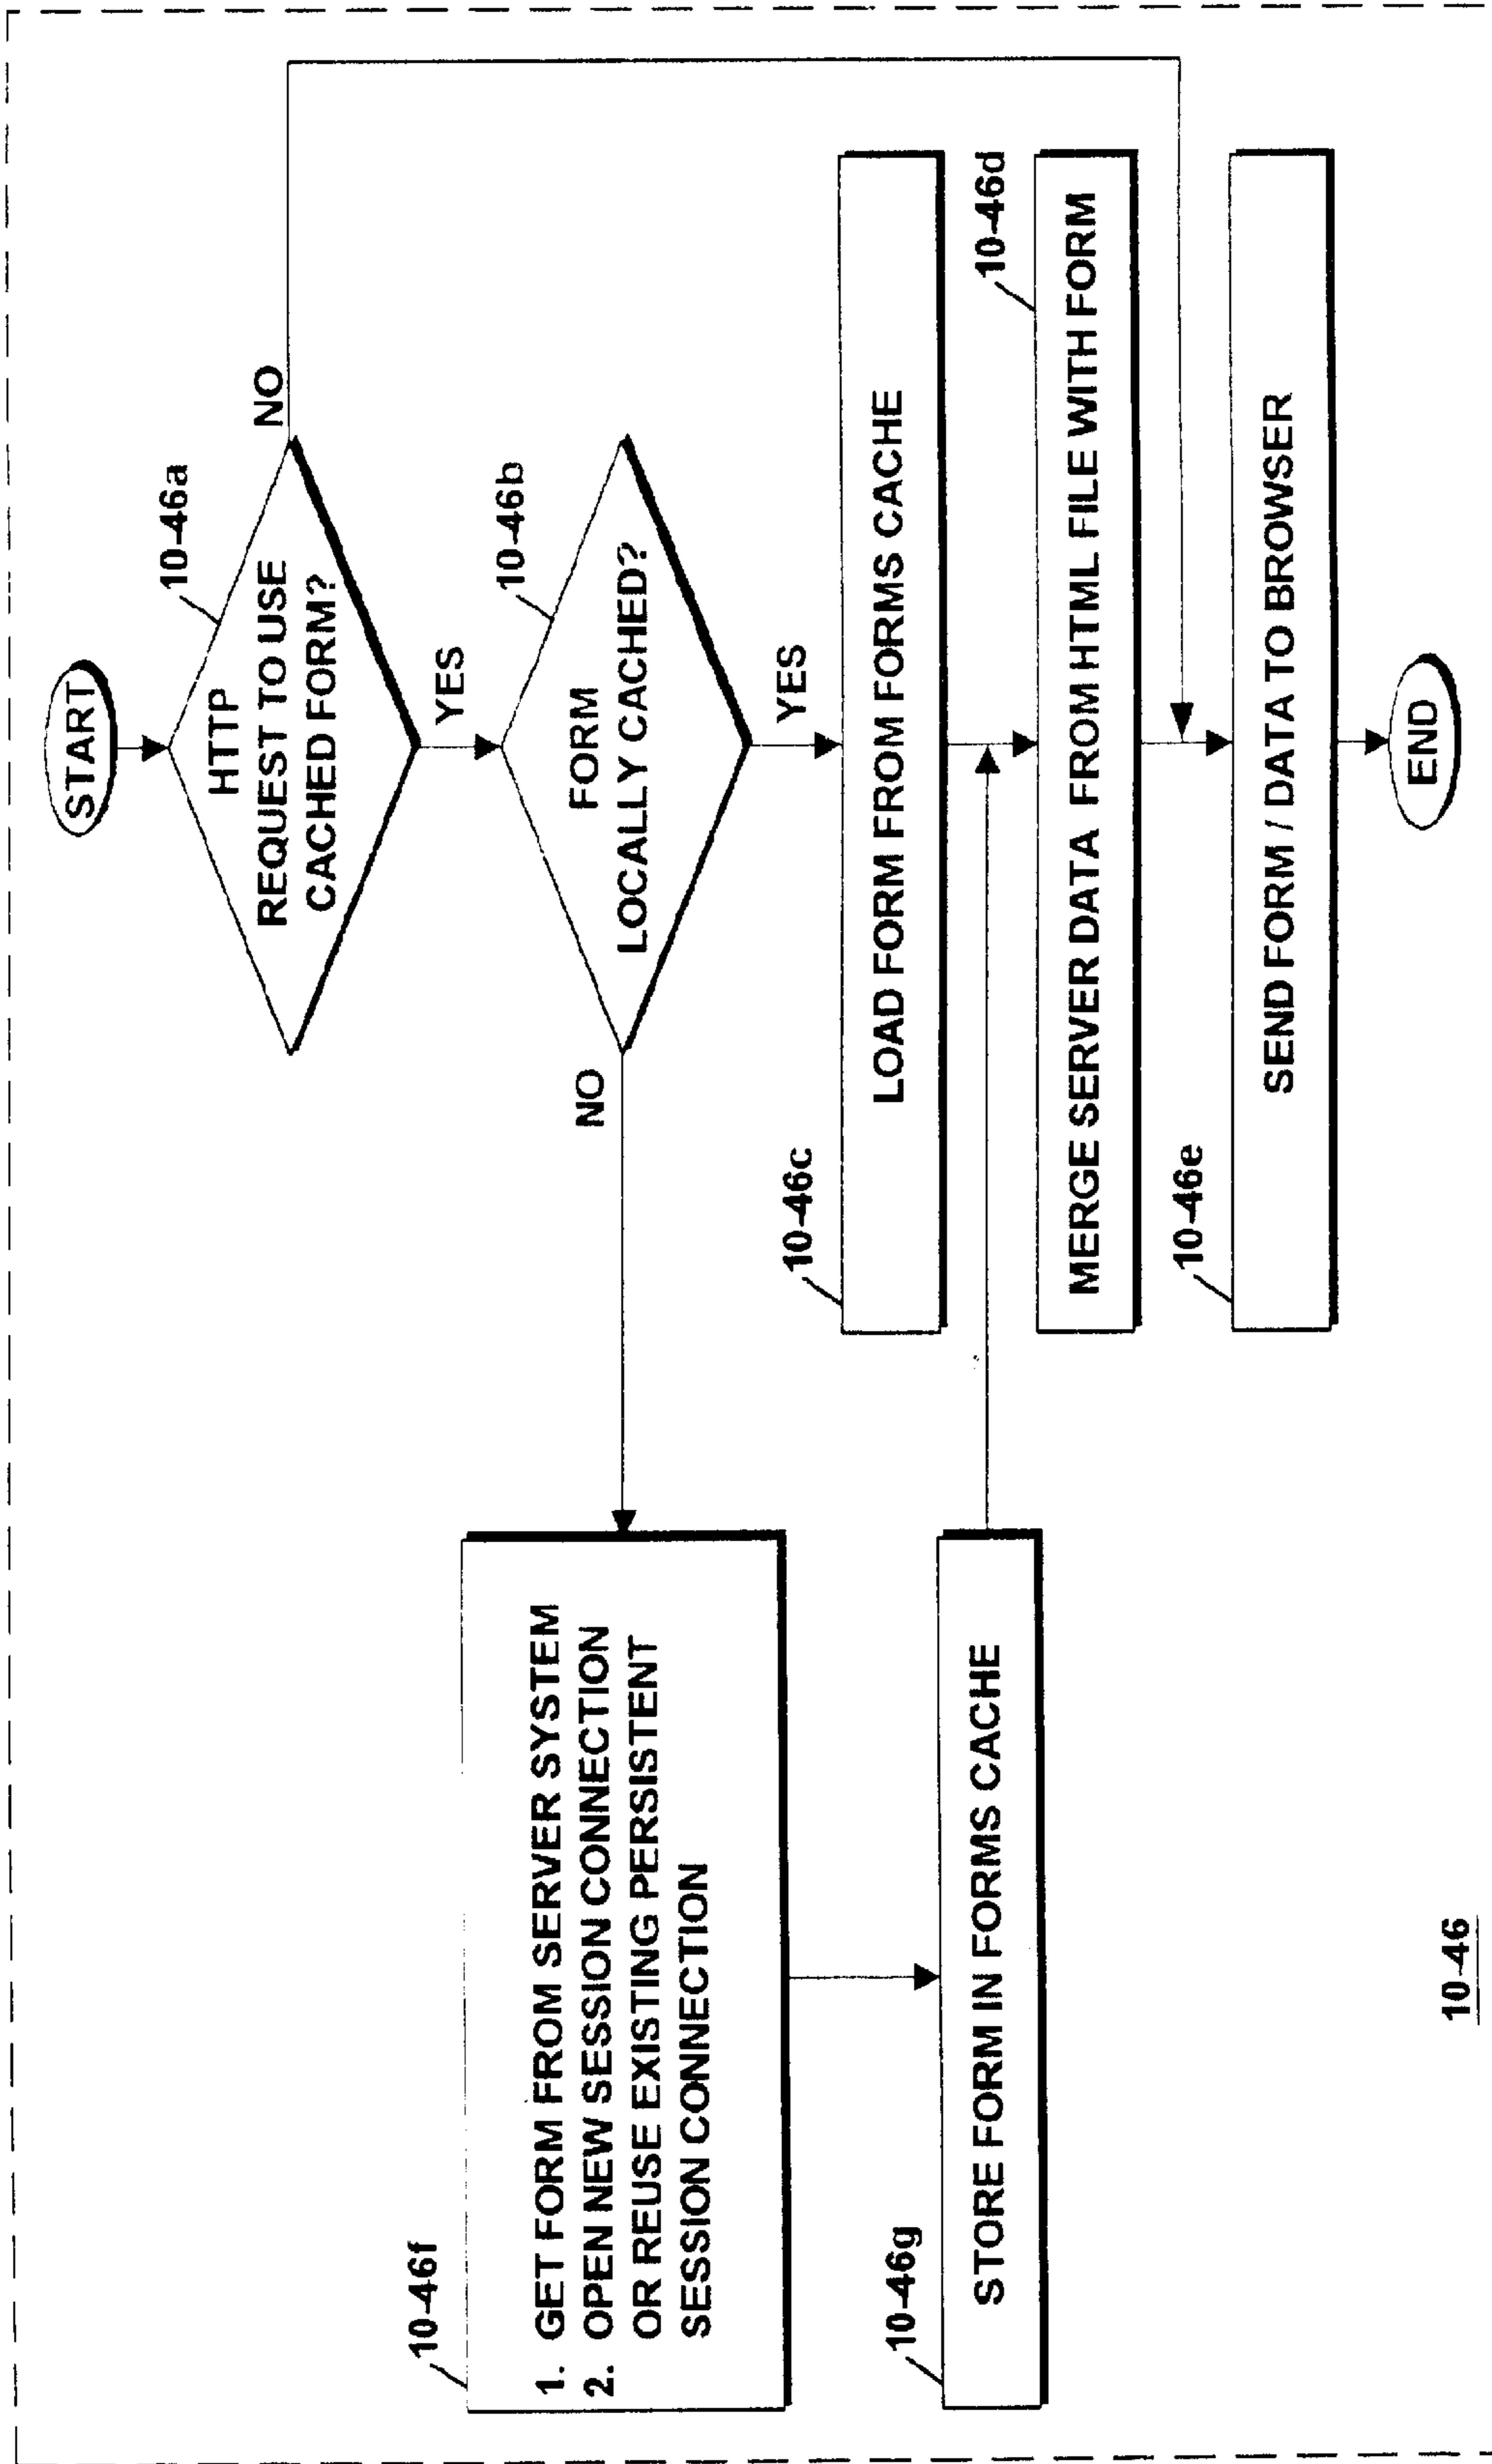 START
10-46a
HTTP
REQUEST TO USE
CACHED FORM?
NO
YES
10-46b
FORM
LOCALLY CACHED?
NO
YES
10-46f
1. GET FORM FROM SERVER SYSTEM
2. OPEN NEW SESSION CONNECTION
OR REUSE EXISTING PERSISTENT
SESSION CONNECTION
10-46c
LOAD FORM FROM FORMS CACHE
10-46g
STORE FORM IN FORMS CACHE
10-46d
MERGE SERVER DATA FROM HTML FILE WITH FORM
10-46e
SEND FORM / DATA TO BROWSER
END
10-46